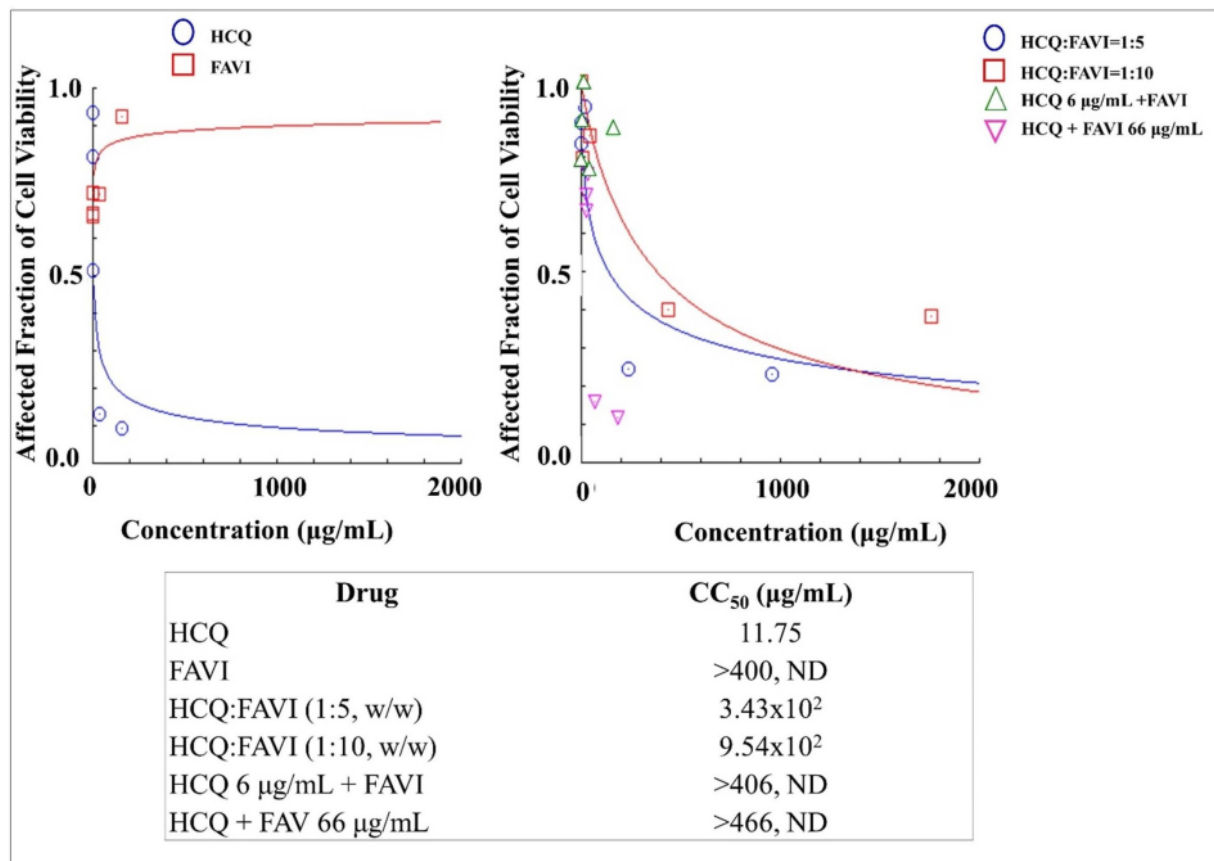 HCQ
FAVI
Affected Fraction of Cell Viability
1.0
0.5
0.0
0
1000
2000
Concentration (µg/mL)
HCQ:FAVI=1:5
HCQ:FAVI=1:10
HCQ 6 µg/mL +FAVI
HCQ + FAVI 66 µg/mL
Affected Fraction of Cell Viability
1.0
0.5
0.0
0
1000
2000
Concentration (µg/mL)
Drug CC₅₀ (µg/mL)
HCQ 11.75
FAVI >400, ND
HCQ:FAVI (1:5, w/w) 3.43x10²
HCQ:FAVI (1:10, w/w) 9.54x10²
HCQ 6 µg/mL + FAVI >406, ND
HCQ + FAV 66 µg/mL >466, ND